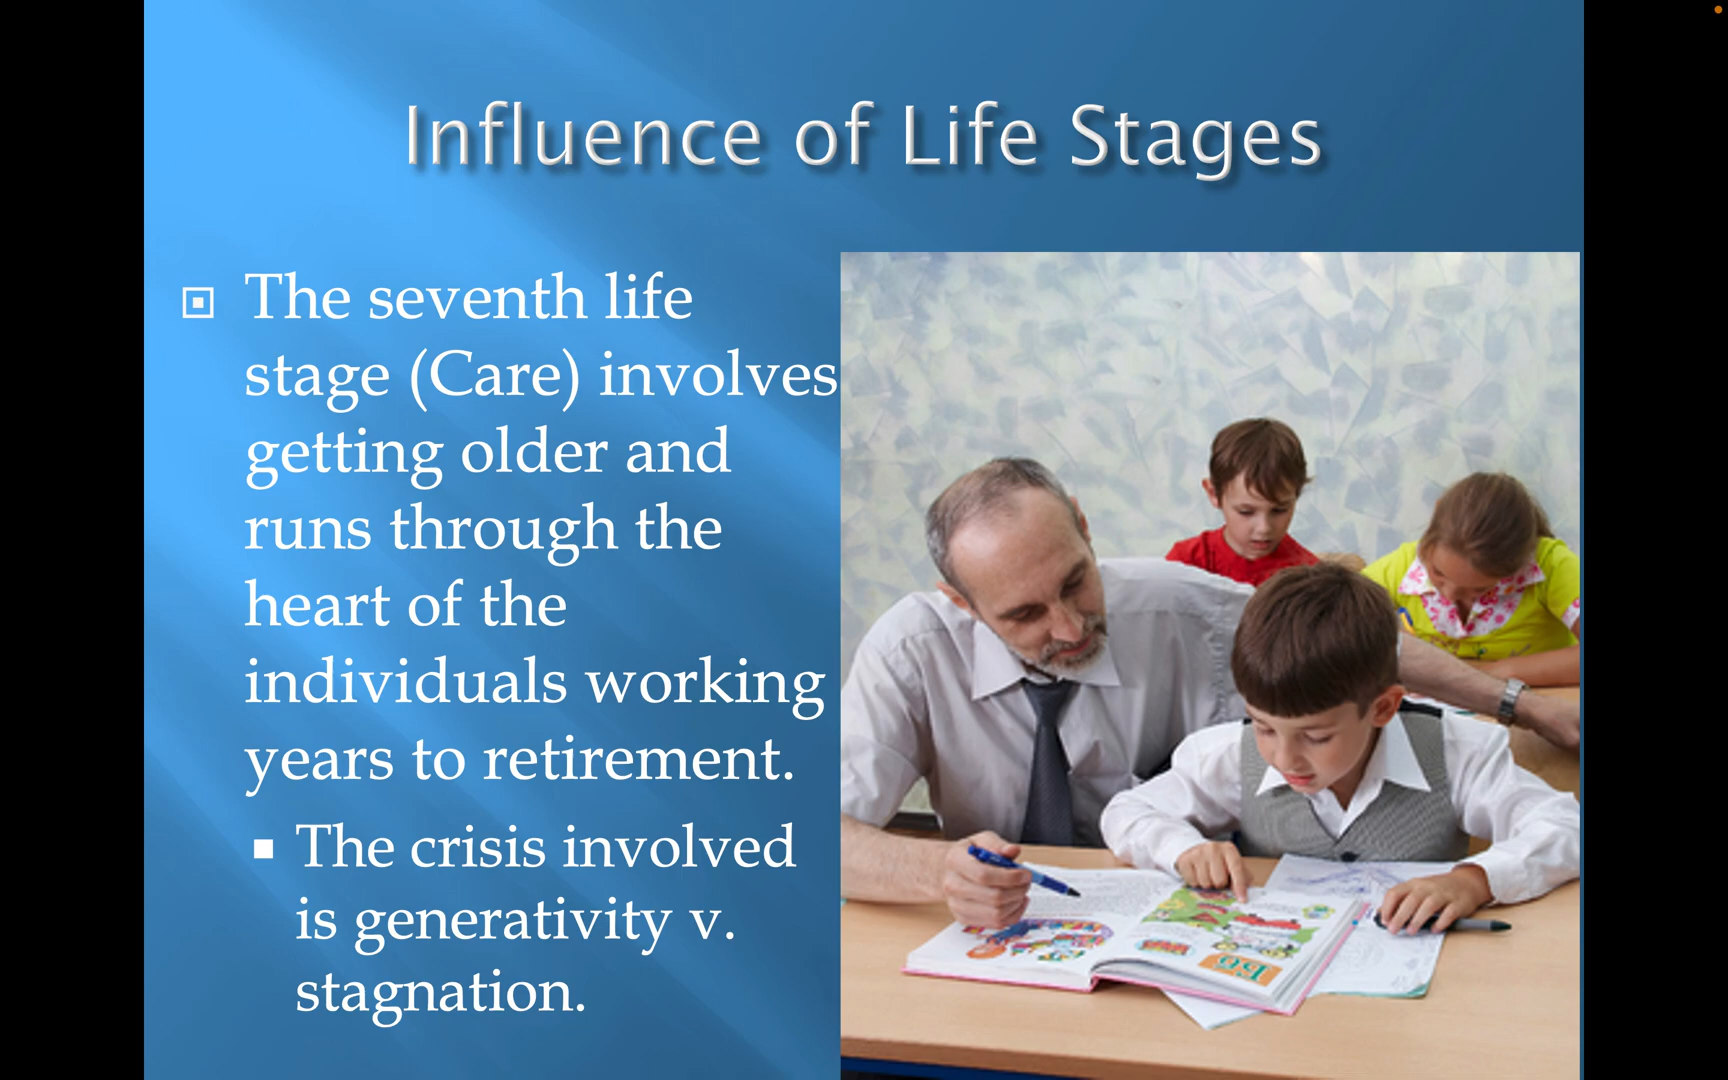 Influence of Life Stages
The seventh life
stage (Care) involves
getting older and
runs through the
heart of the
individuals working
years to retirement.
The crisis involved
is generativity v.
stagnation.